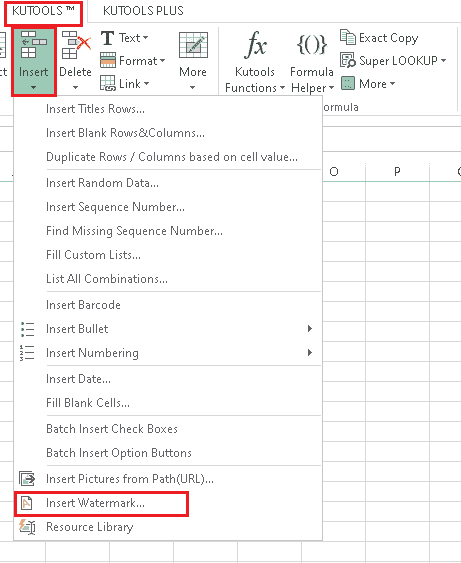 KUTOOLS ™ KUTOOLS PLUS
Text
Exact Copy
Format
Super LOOKUP
Insert Delete Link More Kutools Functions Formula Helper More
ct
ormula
Insert Titles Rows...
Insert Blank Rows&Columns...
Duplicate Rows / Columns based on cell value...
O P
Insert Random Data...
Insert Sequence Number...
Find Missing Sequence Number...
Fill Custom Lists...
List All Combinations...
Insert Barcode
Insert Bullet
Insert Numbering
Insert Date...
Fill Blank Cells...
Batch Insert Check Boxes
Batch Insert Option Buttons
Insert Pictures from Path(URL)...
Insert Watermark...
Resource Library